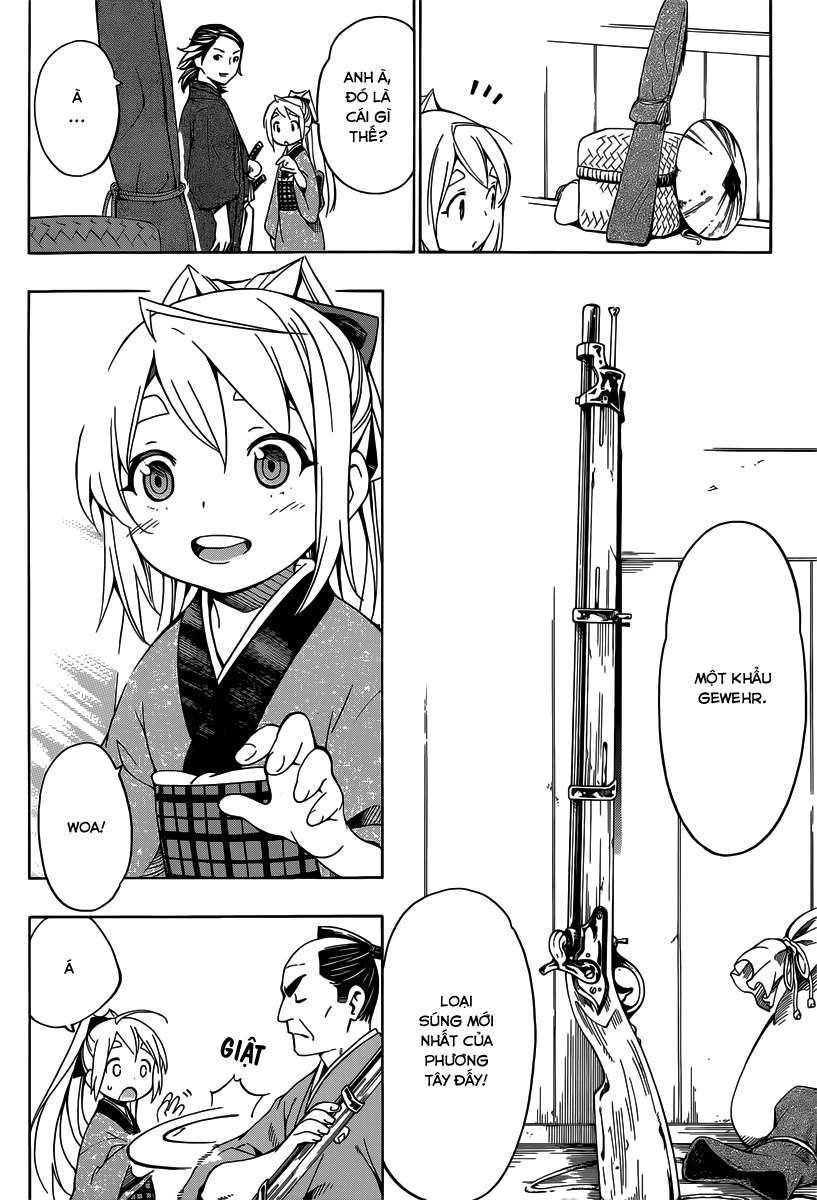 ANH À,
ĐÓ LÀ
CÁI GÌ
THẾ?
À
...
MỘT KHẨU
GEWEHR.
LOẠI
SÚNG MỚI
NHẤT CỦA
PHƯƠNG
TÂY ĐẤY!
WOA!
GIẬT
Á